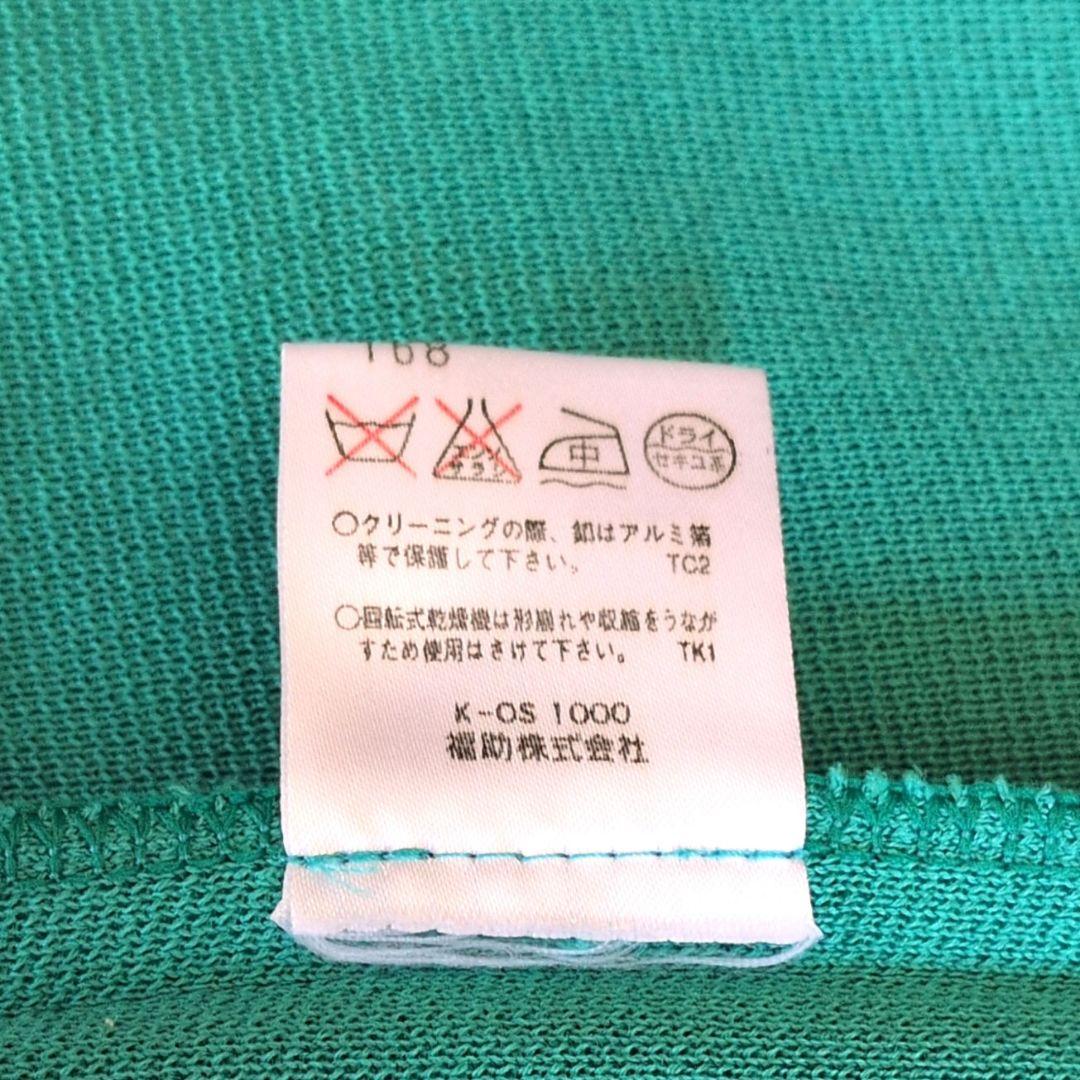 168
エンソ
サラシ
中
ドライ
セキユ系
○クリーニングの際、釦はアルミ箔
等で保護して下さい。 TC2
○回転式乾燥機は形崩れや収縮をうなが
すため使用はさけて下さい。 TK1
K-OS 1000
福助株式会社